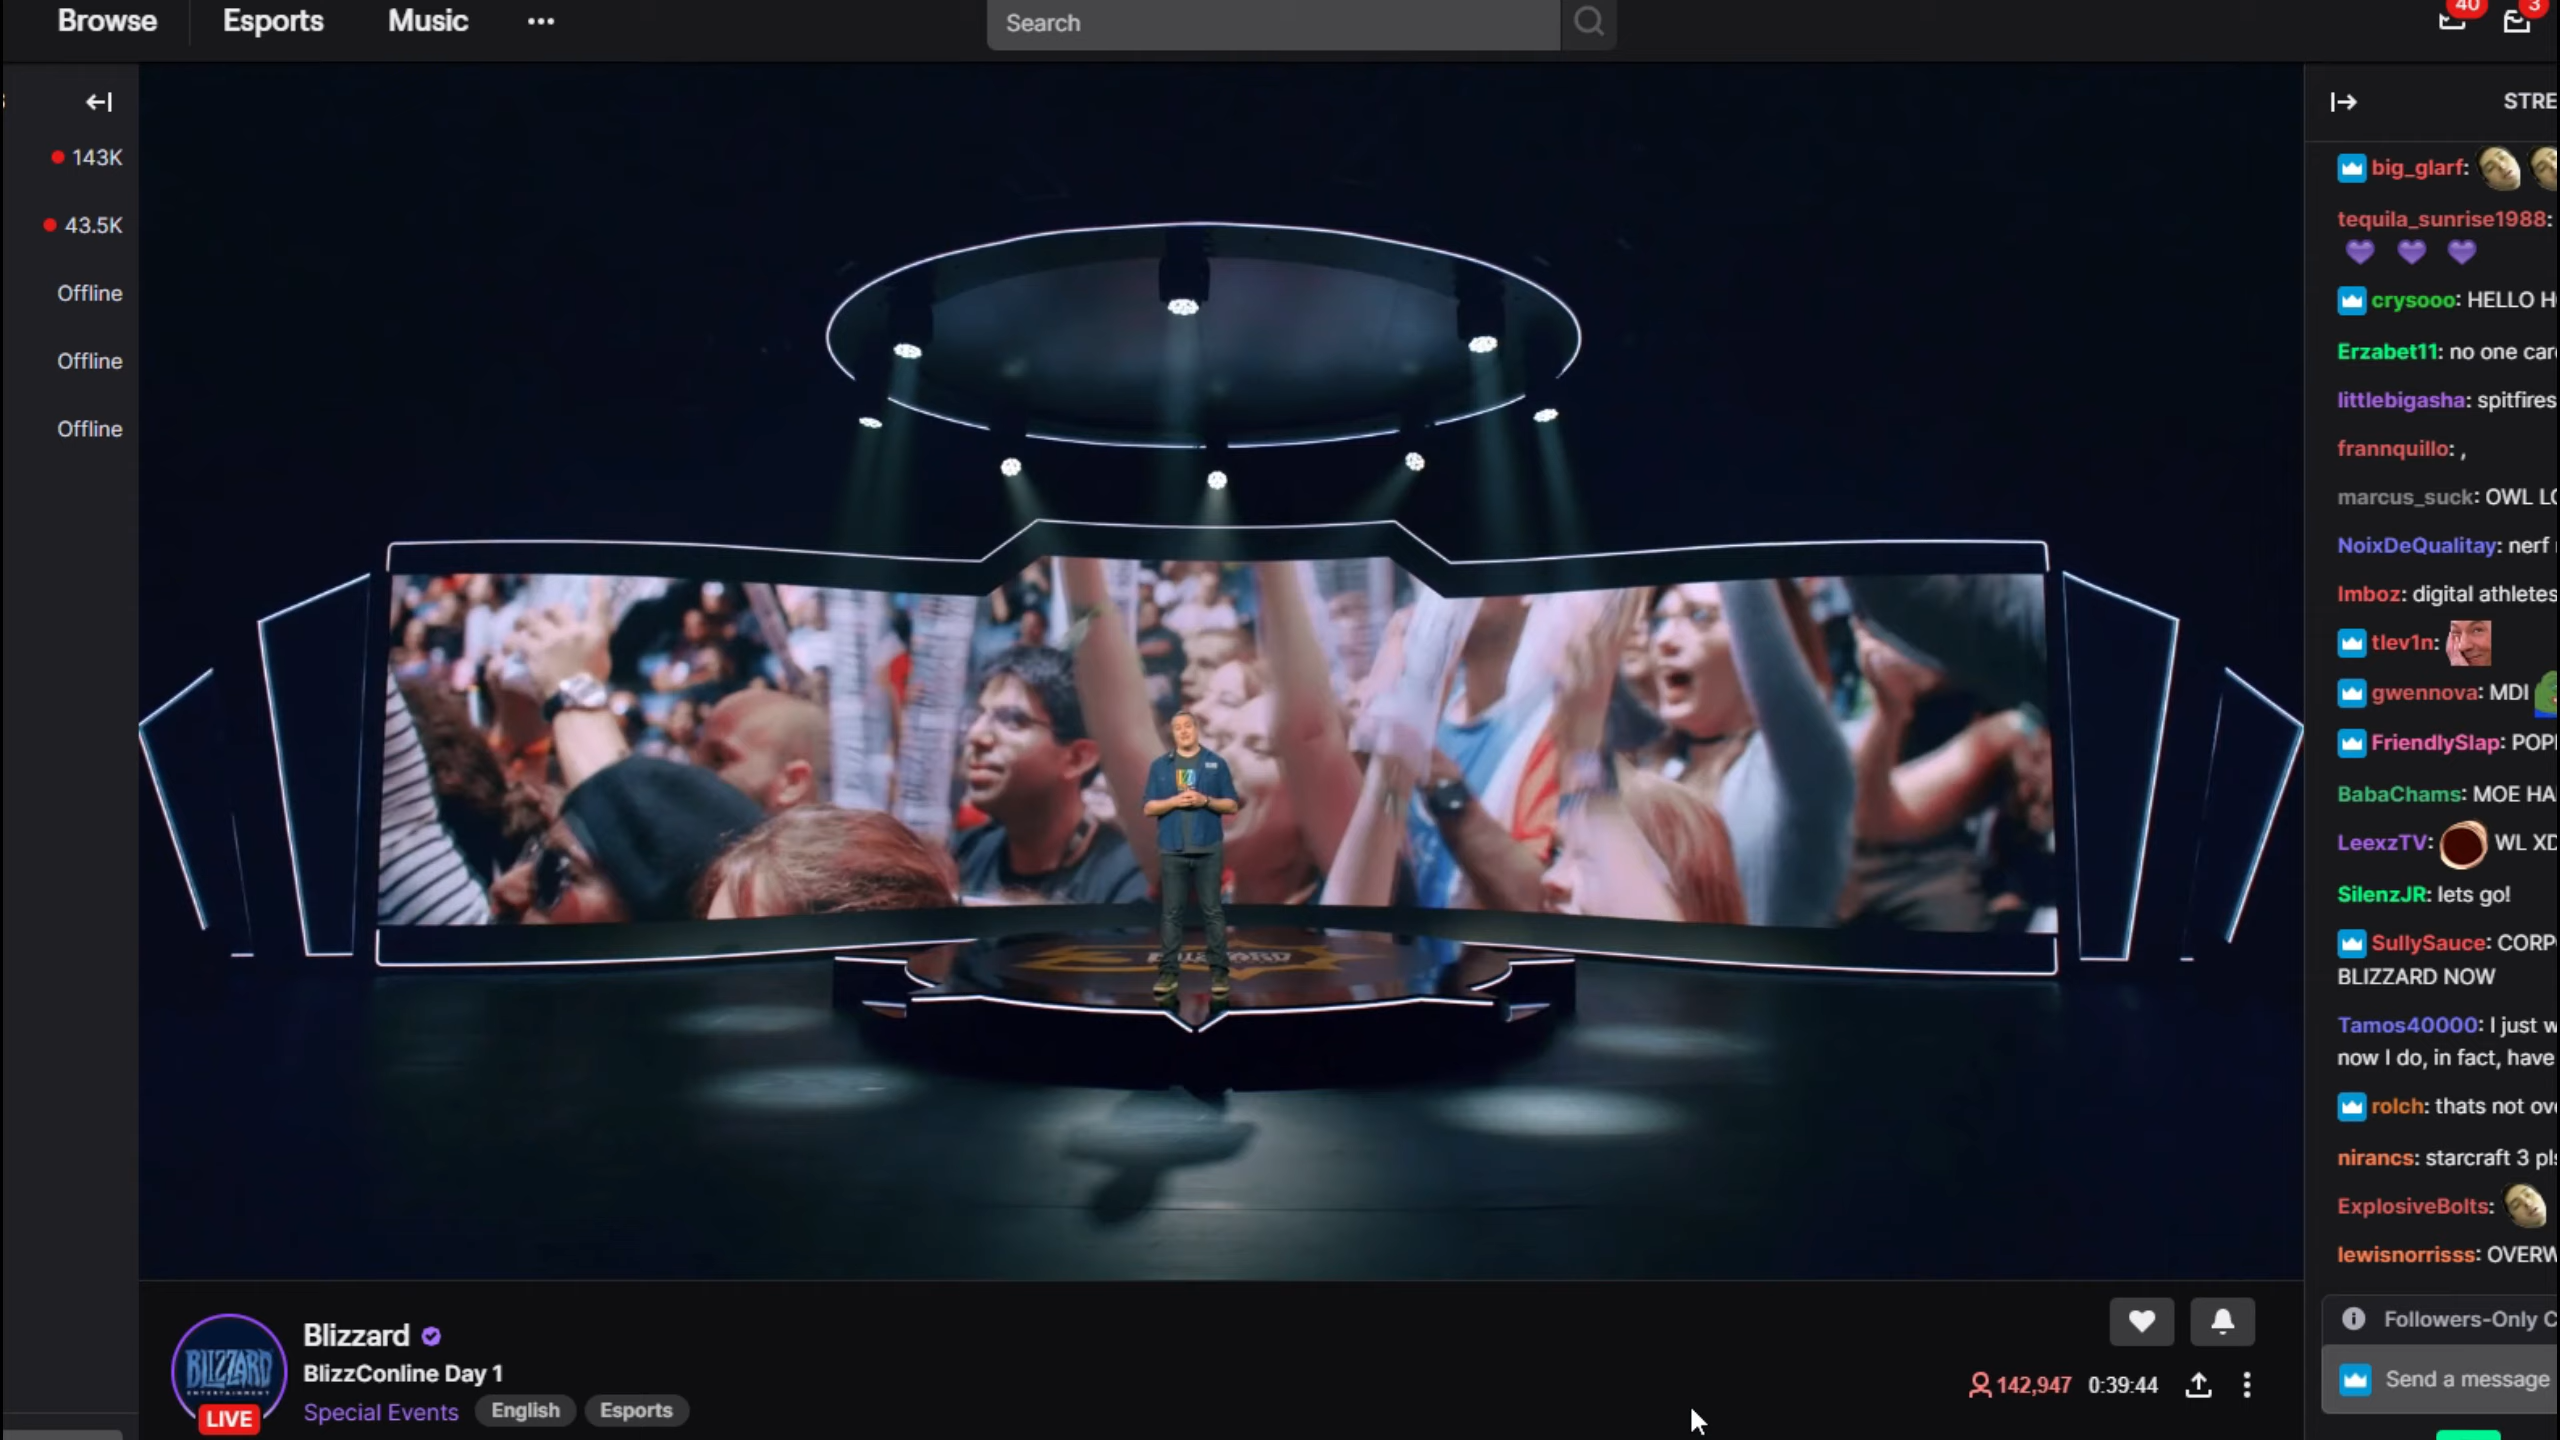 Browse
Esports
Music
Search
40
3
143K
43.5K
Offline
Offline
Offline
BLIZZARD
Blizzard
BlizzConline Day 1
Special Events
English
Esports
BLIZZARD
ENTERTAINMENT
LIVE
142,947
0:39:44
STRE
big_glarf:
tequila_sunrise1988:
crysooo: HELLO H
Erzabet11: no one car
littlebigasha: spitfires
frannquillo: ,
marcus_suck: OWL LO
NoixDeQualitay: nerf
Imboz: digital athletes
tlev1n:
gwennova: MDI
FriendlySlap: POP
BabaChams: MOE HA
LeexzTV: WL XD
SilenzJR: lets go!
SullySauce: CORP
BLIZZARD NOW
Tamos40000: I just w
now I do, in fact, have
rolch: thats not ov
nirancs: starcraft 3 pl
ExplosiveBolts:
lewisnorrisss: OVERW
Followers-Only C
Send a message